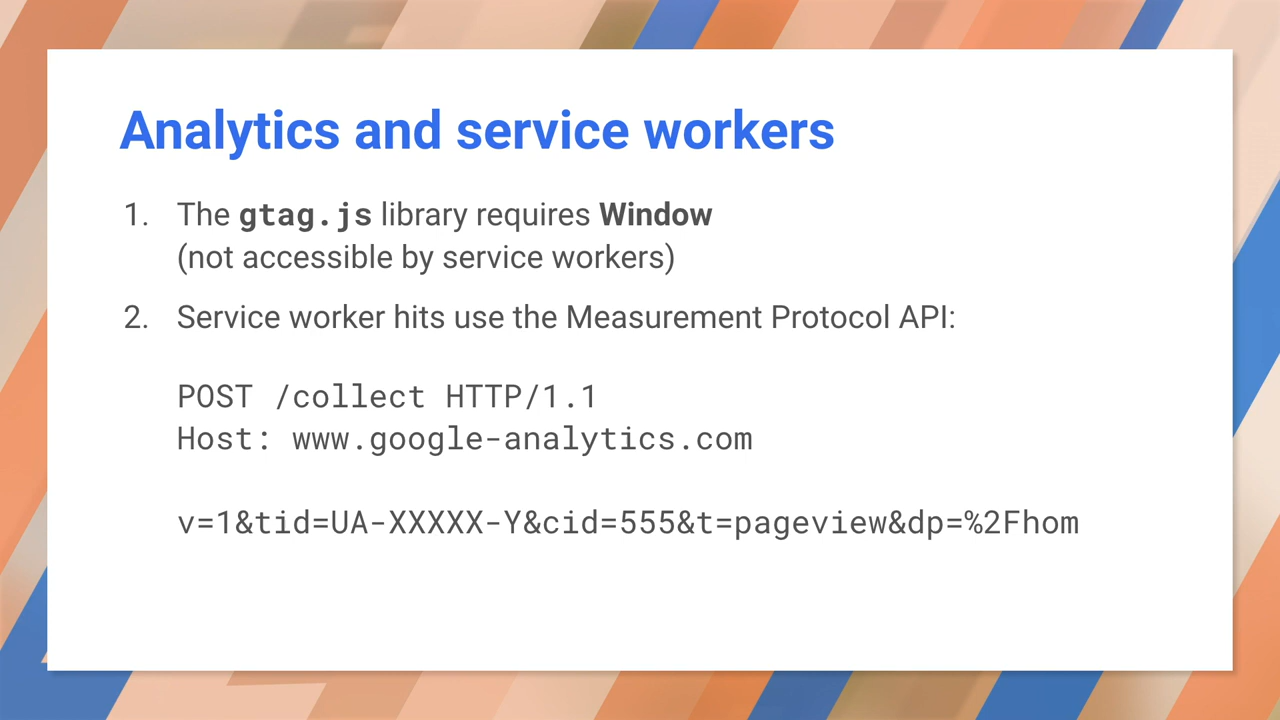 Analytics and service workers
1. The gtag.js library requires Window
(not accessible by service workers)
2. Service worker hits use the Measurement Protocol API:
POST /collect HTTP/1.1
Host: www.google-analytics.com
v=1&tid=UA-XXXXX-Y&cid=555&t=pageview&dp=%2Fhom